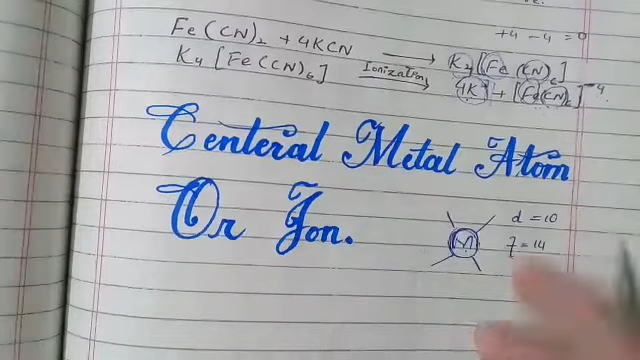 +4 -4 = 0
Fe(CN)₂ + 4KCN → K₄[Fe(CN)₆]
K₄[Fe(CN)₆] Ionization → 4K⁺ + [Fe(CN)₆]⁻⁴
Centeral Metal Atom
Or Ion.
M
d = 10
f = 14